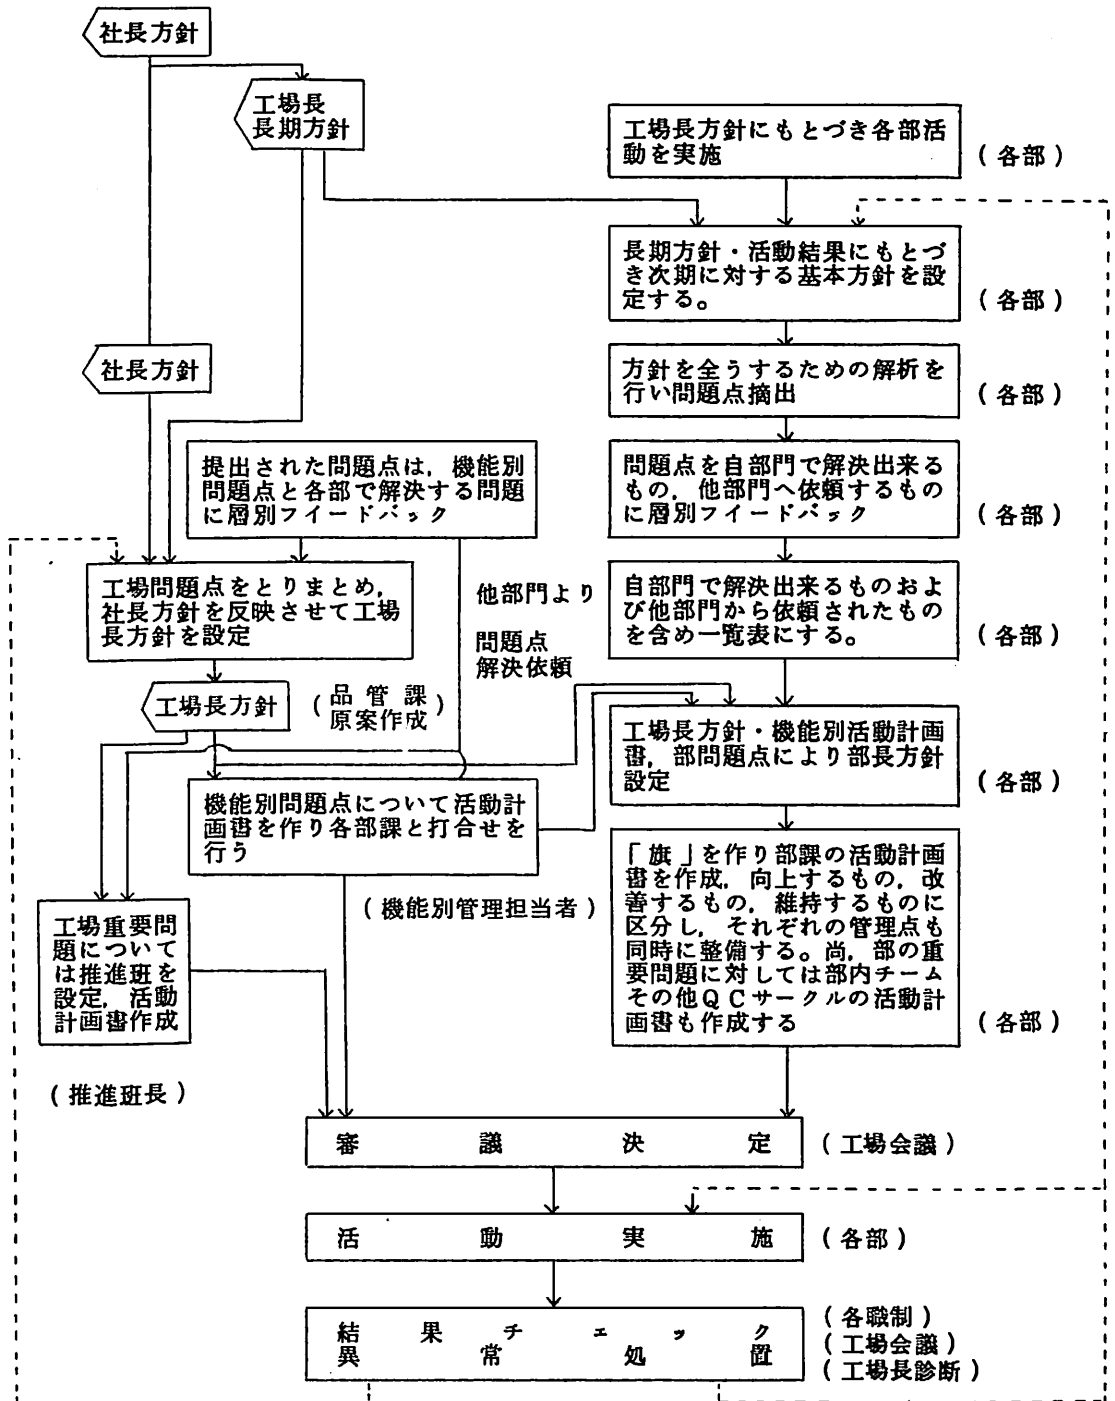 社長方針
工場長
長期方針
工場長方針にもとづき各部活
動を実施
(各部)
長期方針・活動結果にもとづ
き次期に対する基本方針を設
定する。
(各部)
社長方針
方針を全うするための解析を
行い問題点摘出
(各部)
提出された問題点は,機能別
問題点と各部で解決する問題
に層別フイードバック
問題点を自部門で解決出来る
もの,他部門へ依頼するもの
に層別フイードバック
(各部)
工場問題点をとりまとめ,
社長方針を反映させて工場
長方針を設定
他部門より
問題点
解決依頼
自部門で解決出来るものおよ
び他部門から依頼されたもの
を含め一覧表にする。
(各部)
工場長方針
(品管課
原案作成)
工場長方針・機能別活動計画
書,部問題点により部長方針
設定
(各部)
機能別問題点について活動計
画書を作り各部課と打合せを
行う
(機能別管理担当者)
「旗」を作り部課の活動計画
書を作成,向上するもの,改
善するもの,維持するものに
区分し,それぞれの管理点も
同時に整備する。尚,部の重
要問題に対しては部内チーム
その他QCサークルの活動計
画書も作成する
(各部)
工場重要問
題について
は推進班を
設定,活動
計画書作成
(推進班長)
審議決定
(工場会議)
活動実施
(各部)
結果チェック
異常処置
(各職制)
(工場会議)
(工場長診断)